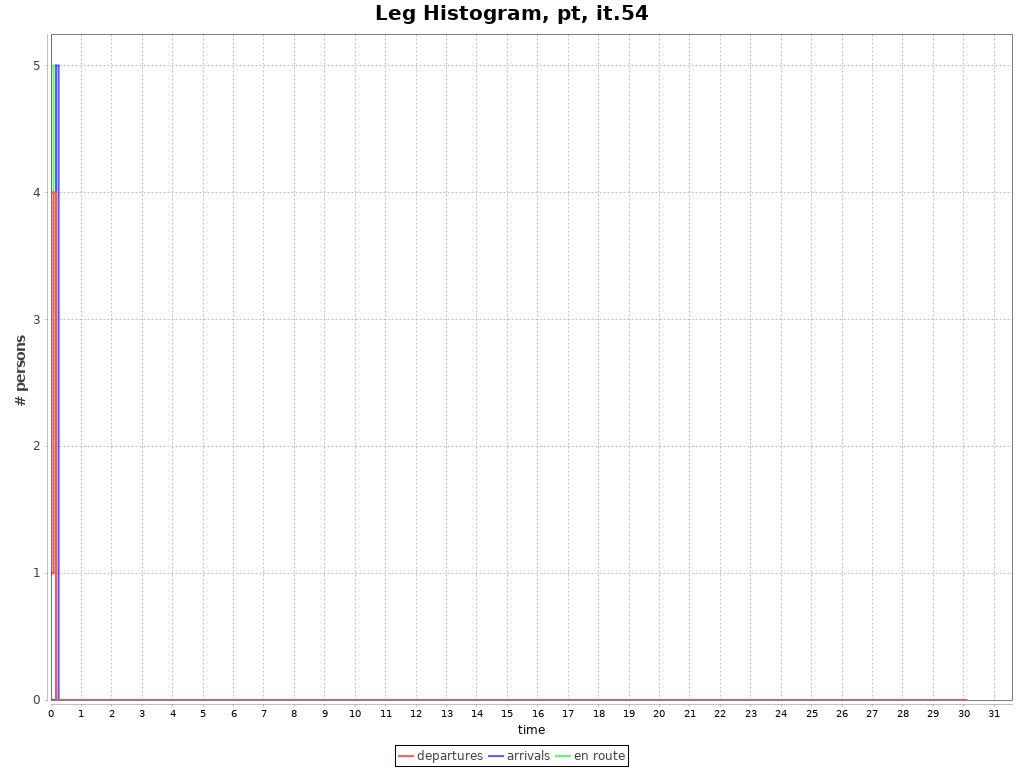 Leg Histogram, pt, it.54
5
4
3
2
1
0
# persons
0 1 2 3 4 5 6 7 8 9 10 11 12 13 14 15 16 17 18 19 20 21 22 23 24 25 26 27 28 29 30 31
time
departures arrivals en route